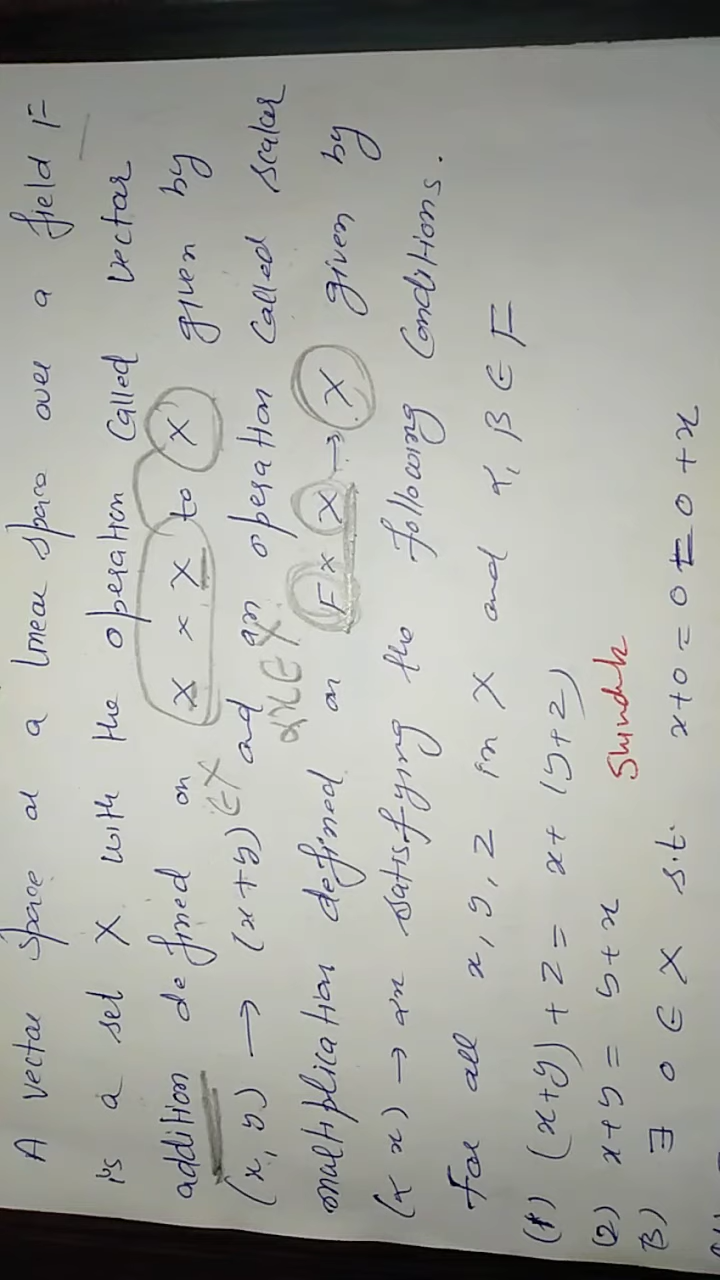 A vector space or a linear space over a field F
is a set X with the operation called vector
addition defined on X x X to X given by
(x, y) → (x+y) ∈ X and an operation called scalar
αx ∈ X
multiplication defined on F x X → X given by
(α x) → αx satisfying the following conditions.
For all x, y, z in X and α, β ∈ F
(1) (x+y) + z = x + (y+z)
(2) x+y = y+x
3) ∃ 0 ∈ X s.t. x+0 = 0 = 0 + x